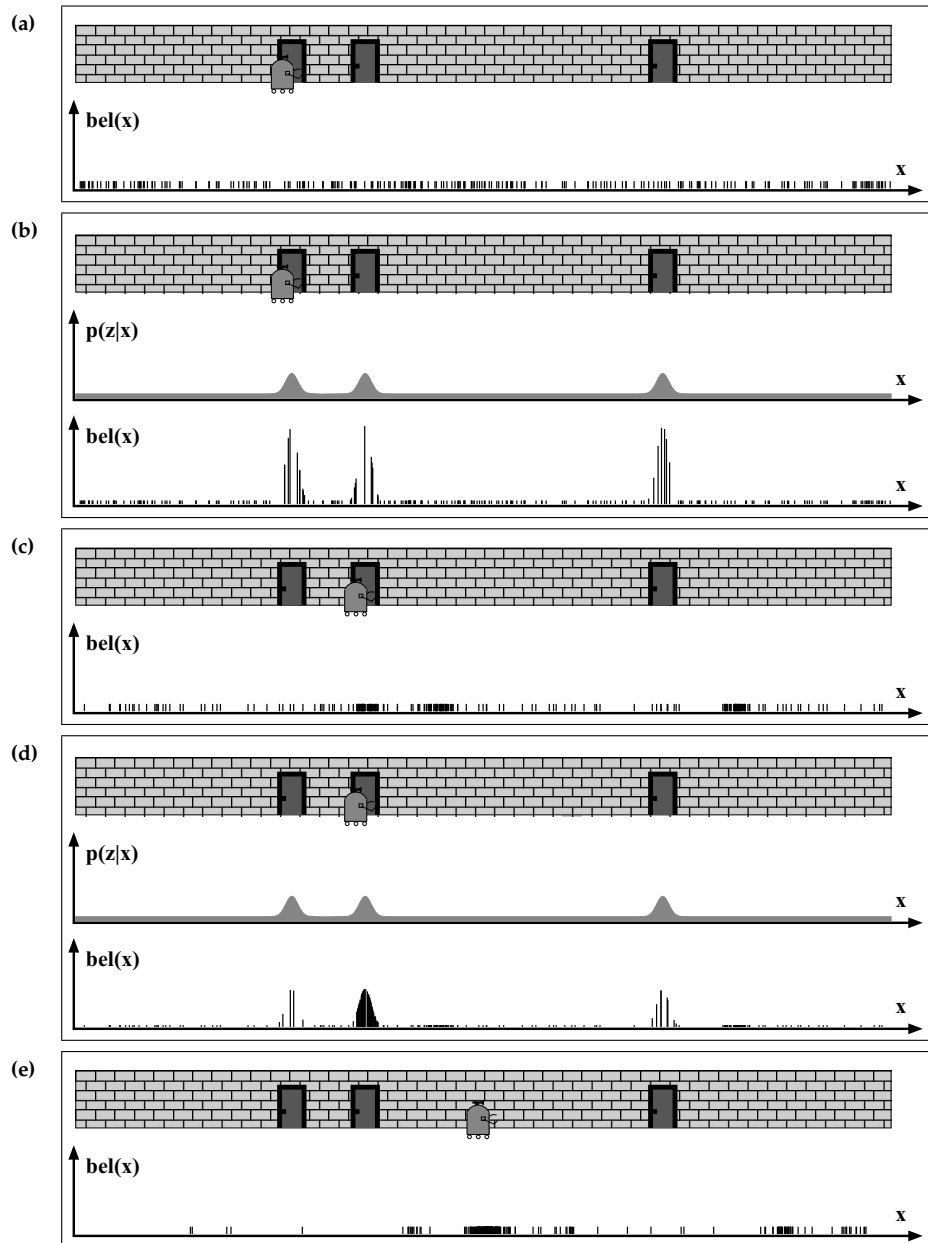 (a)
bel(x)
x
(b)
p(z|x)
x
bel(x)
x
(c)
bel(x)
x
(d)
p(z|x)
x
bel(x)
x
(e)
bel(x)
x